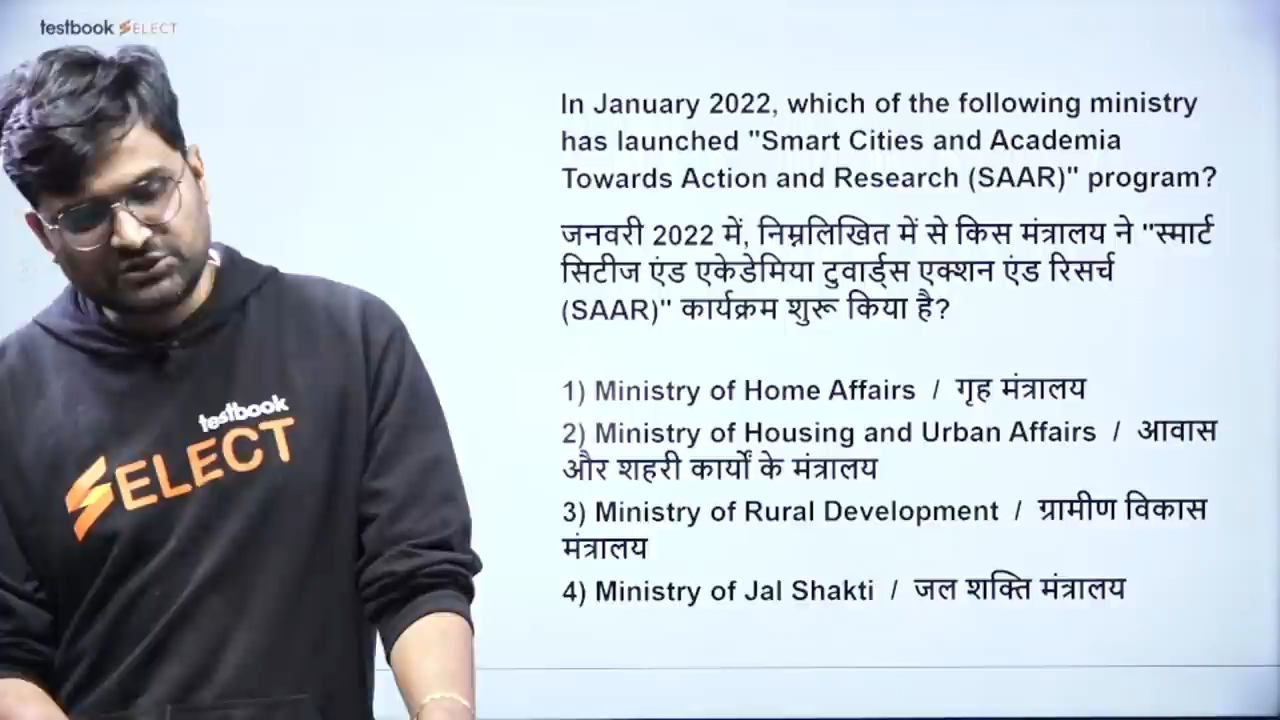 testbook SELECT
In January 2022, which of the following ministry
has launched "Smart Cities and Academia
Towards Action and Research (SAAR)" program?
जनवरी 2022 में, निम्नलिखित में से किस मंत्रालय ने "स्मार्ट
सिटीज एंड एकेडेमिया टुवार्ड्स एक्शन एंड रिसर्च
(SAAR)" कार्यक्रम शुरू किया है?
1) Ministry of Home Affairs / गृह मंत्रालय
2) Ministry of Housing and Urban Affairs / आवास
और शहरी कार्यों के मंत्रालय
3) Ministry of Rural Development / ग्रामीण विकास
मंत्रालय
4) Ministry of Jal Shakti / जल शक्ति मंत्रालय
testbook
SELECT